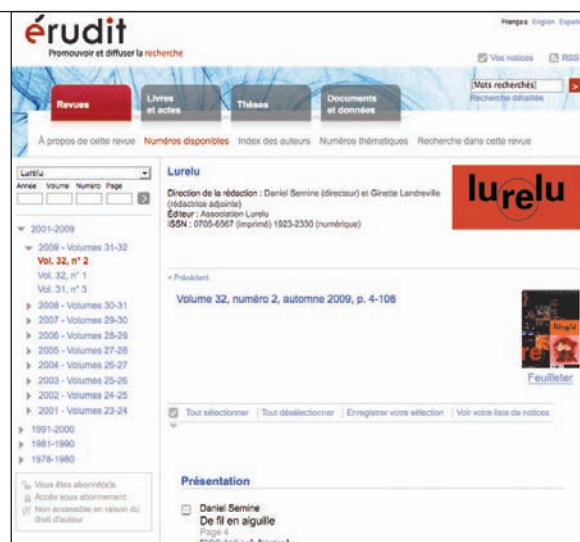 érudit
Promouvoir et diffuser la recherche
Français English Españo
Vos notices RSS
[Mots recherchés] >
Recherche détaillée
Revues
Livres et actes
Thèses
Documents et données
À propos de cette revue Numéros disponibles Index des auteurs Numéros thématiques Recherche dans cette revue
Lurelu
Année Volume Numéro Page
2001-2009
2009 - Volumes 31-32
Vol. 32, n° 2
Vol. 32, n° 1
Vol. 31, n° 3
2008 - Volumes 30-31
2007 - Volumes 29-30
2006 - Volumes 28-29
2005 - Volumes 27-28
2004 - Volumes 26-27
2003 - Volumes 25-26
2002 - Volumes 24-25
2001 - Volumes 23-24
1991-2000
1981-1990
1978-1980
Vous êtes abonné(e)s
Accès sous abonnement
Non accessible en raison du
droit d'auteur
Lurelu
Direction de la rédaction : Daniel Sernine (directeur) et Ginette Landreville
(rédactrice adjointe)
Éditeur : Association Lurelu
ISSN : 0705-6567 (imprimé) 1923-2330 (numérique)
lurelu
< Précédent
Volume 32, numéro 2, automne 2009, p. 4-106
Feuilleter
Tout sélectionner | Tout désélectionner | Enregistrer votre sélection | Voir votre liste de notices
Présentation
Daniel Sernine
De fil en aiguille
Page 4